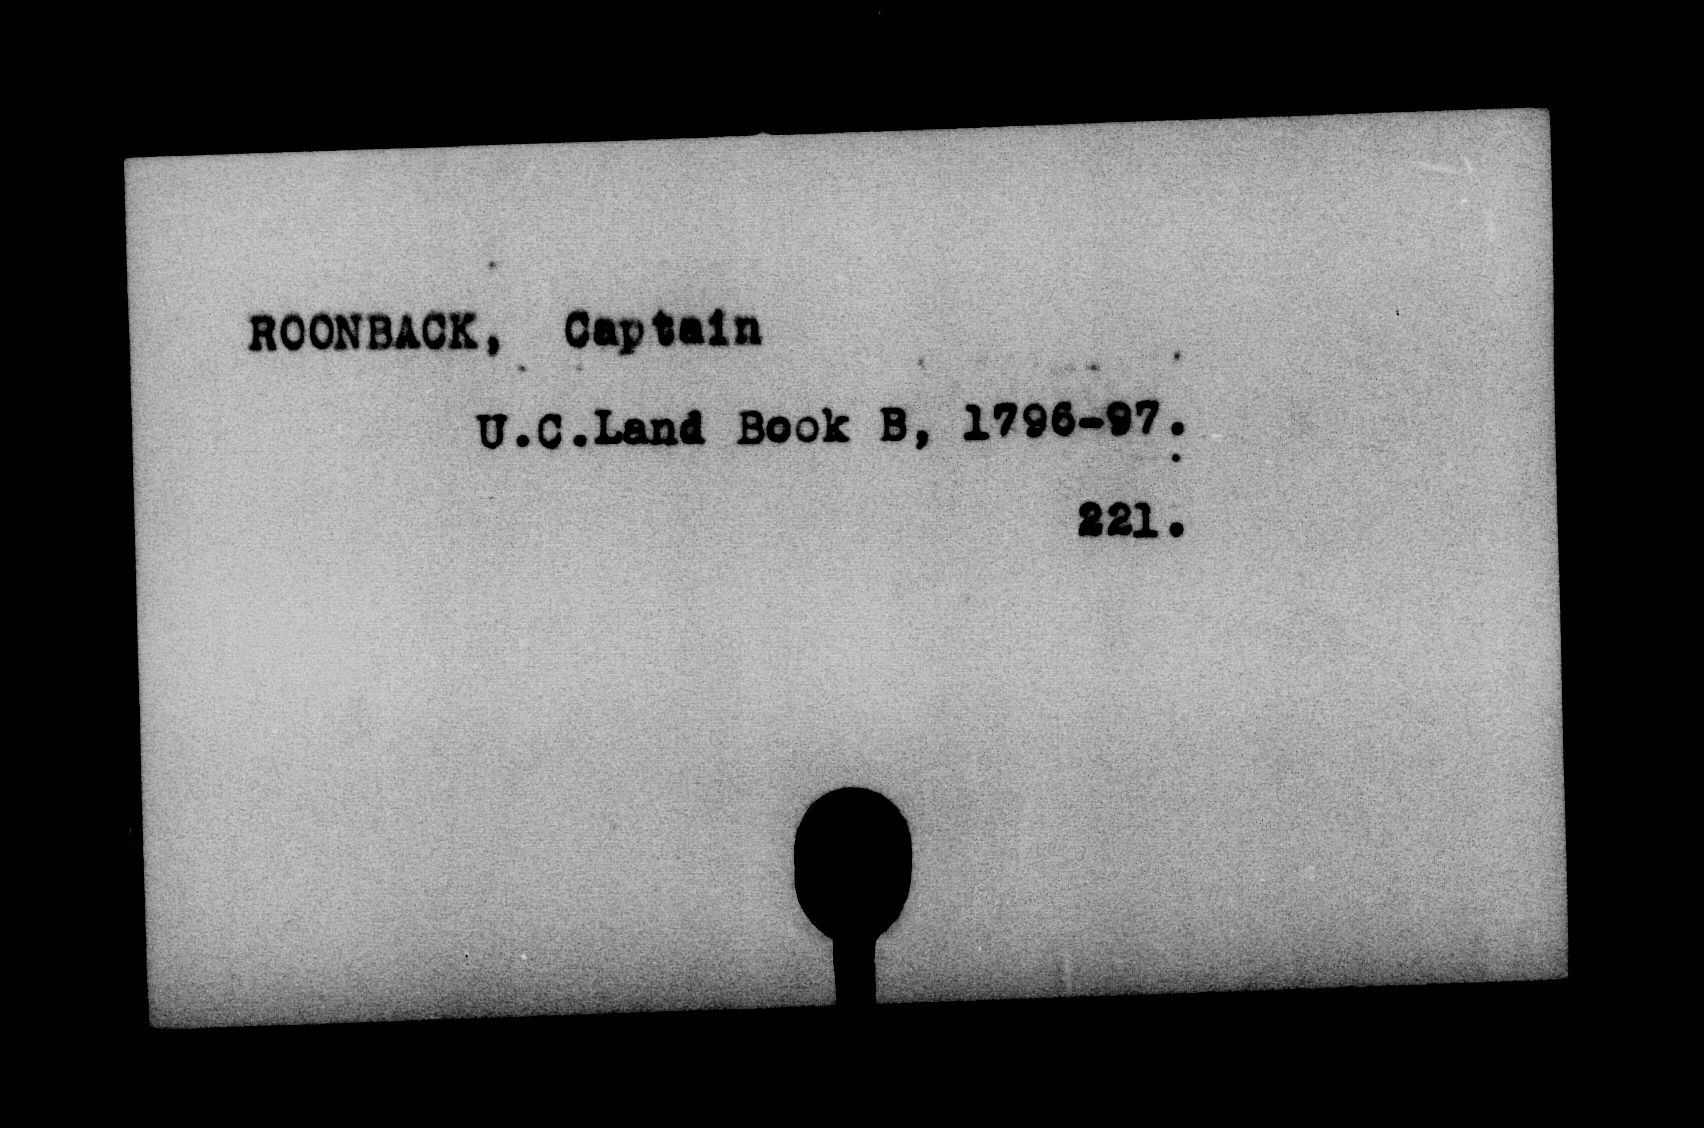 ROONBACK, Captain
U.C.Land Book B, 1796-97.
221.